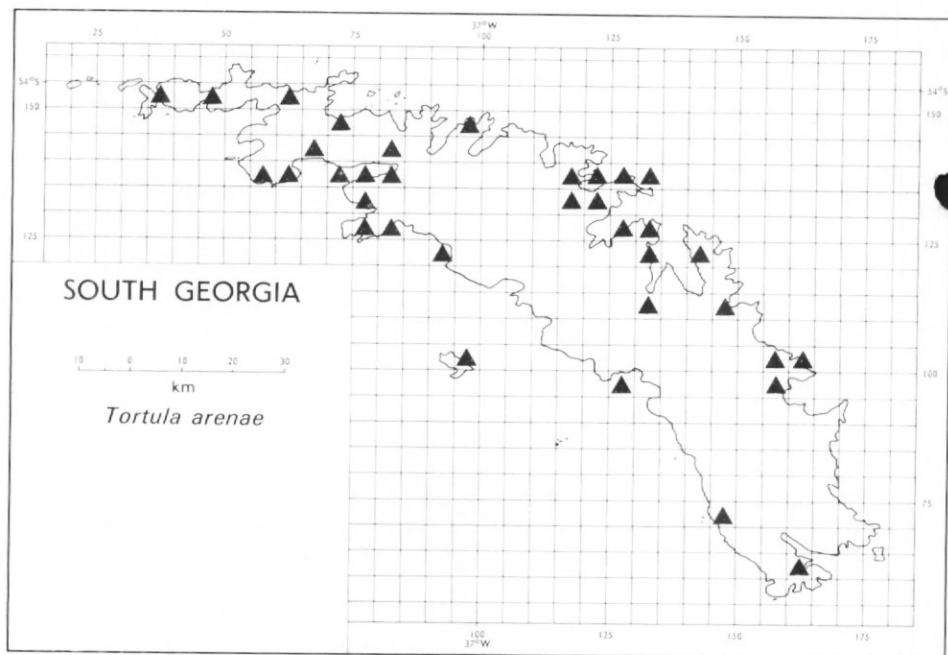 37°W
25 50 75 100 125 150 175
54°S 54°S
150 150
125 125
SOUTH GEORGIA
10 0 10 20 30
km
100
Tortula arenae
75
100 125 150 175
37°W